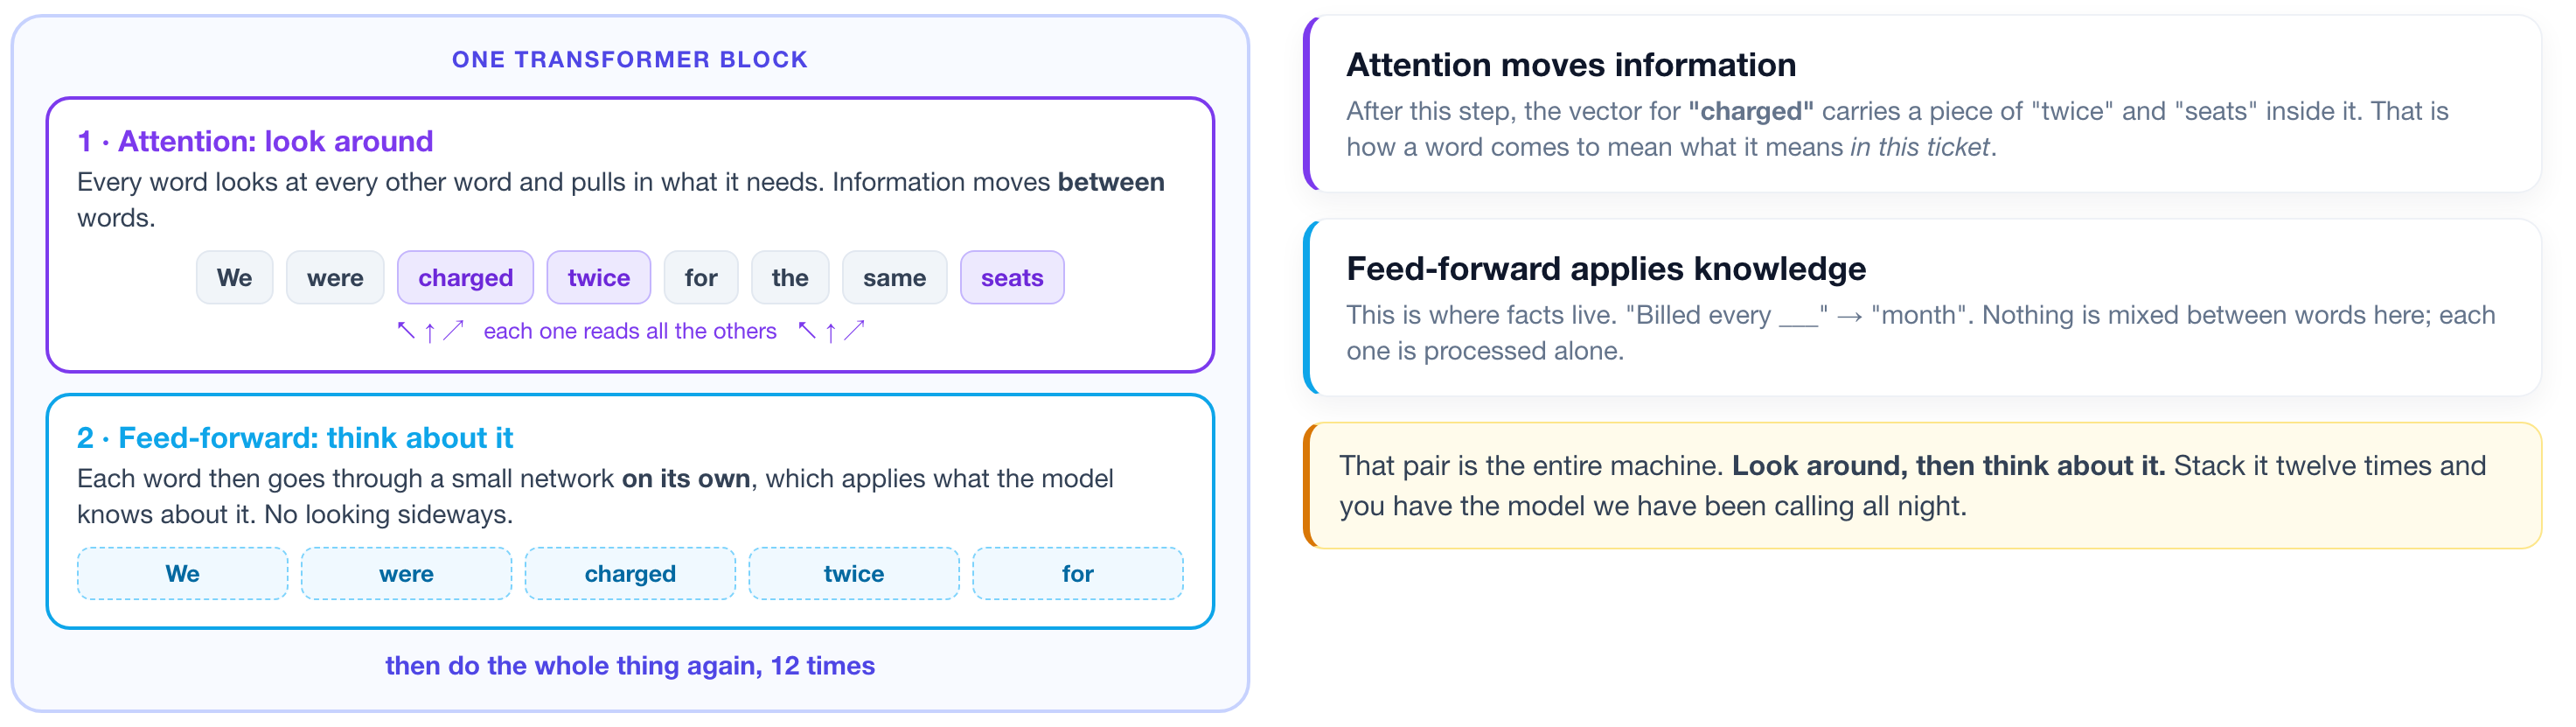 ONE TRANSFORMER BLOCK
1 · Attention: look around
Every word looks at every other word and pulls in what it needs. Information moves between
words.
We were charged twice for the same seats
↖ ↑ ↗ each one reads all the others ↖ ↑ ↗
2 · Feed-forward: think about it
Each word then goes through a small network on its own, which applies what the model
knows about it. No looking sideways.
We were charged twice for
then do the whole thing again, 12 times
Attention moves information
After this step, the vector for "charged" carries a piece of "twice" and "seats" inside it. That is
how a word comes to mean what it means in this ticket.
Feed-forward applies knowledge
This is where facts live. "Billed every ___" → "month". Nothing is mixed between words here; each
one is processed alone.
That pair is the entire machine. Look around, then think about it. Stack it twelve times and
you have the model we have been calling all night.